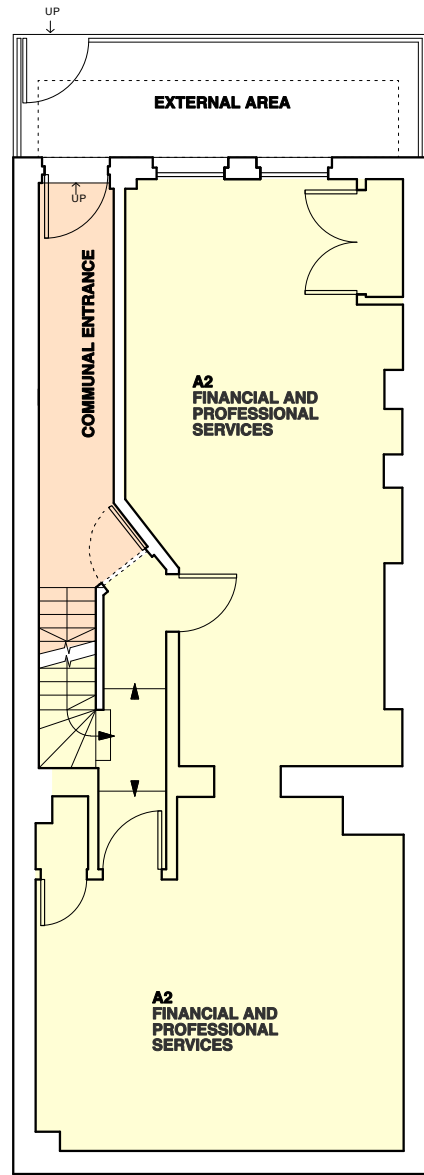 UP
EXTERNAL AREA
UP
COMMUNAL ENTRANCE
A2
FINANCIAL AND
PROFESSIONAL
SERVICES
A2
FINANCIAL AND
PROFESSIONAL
SERVICES